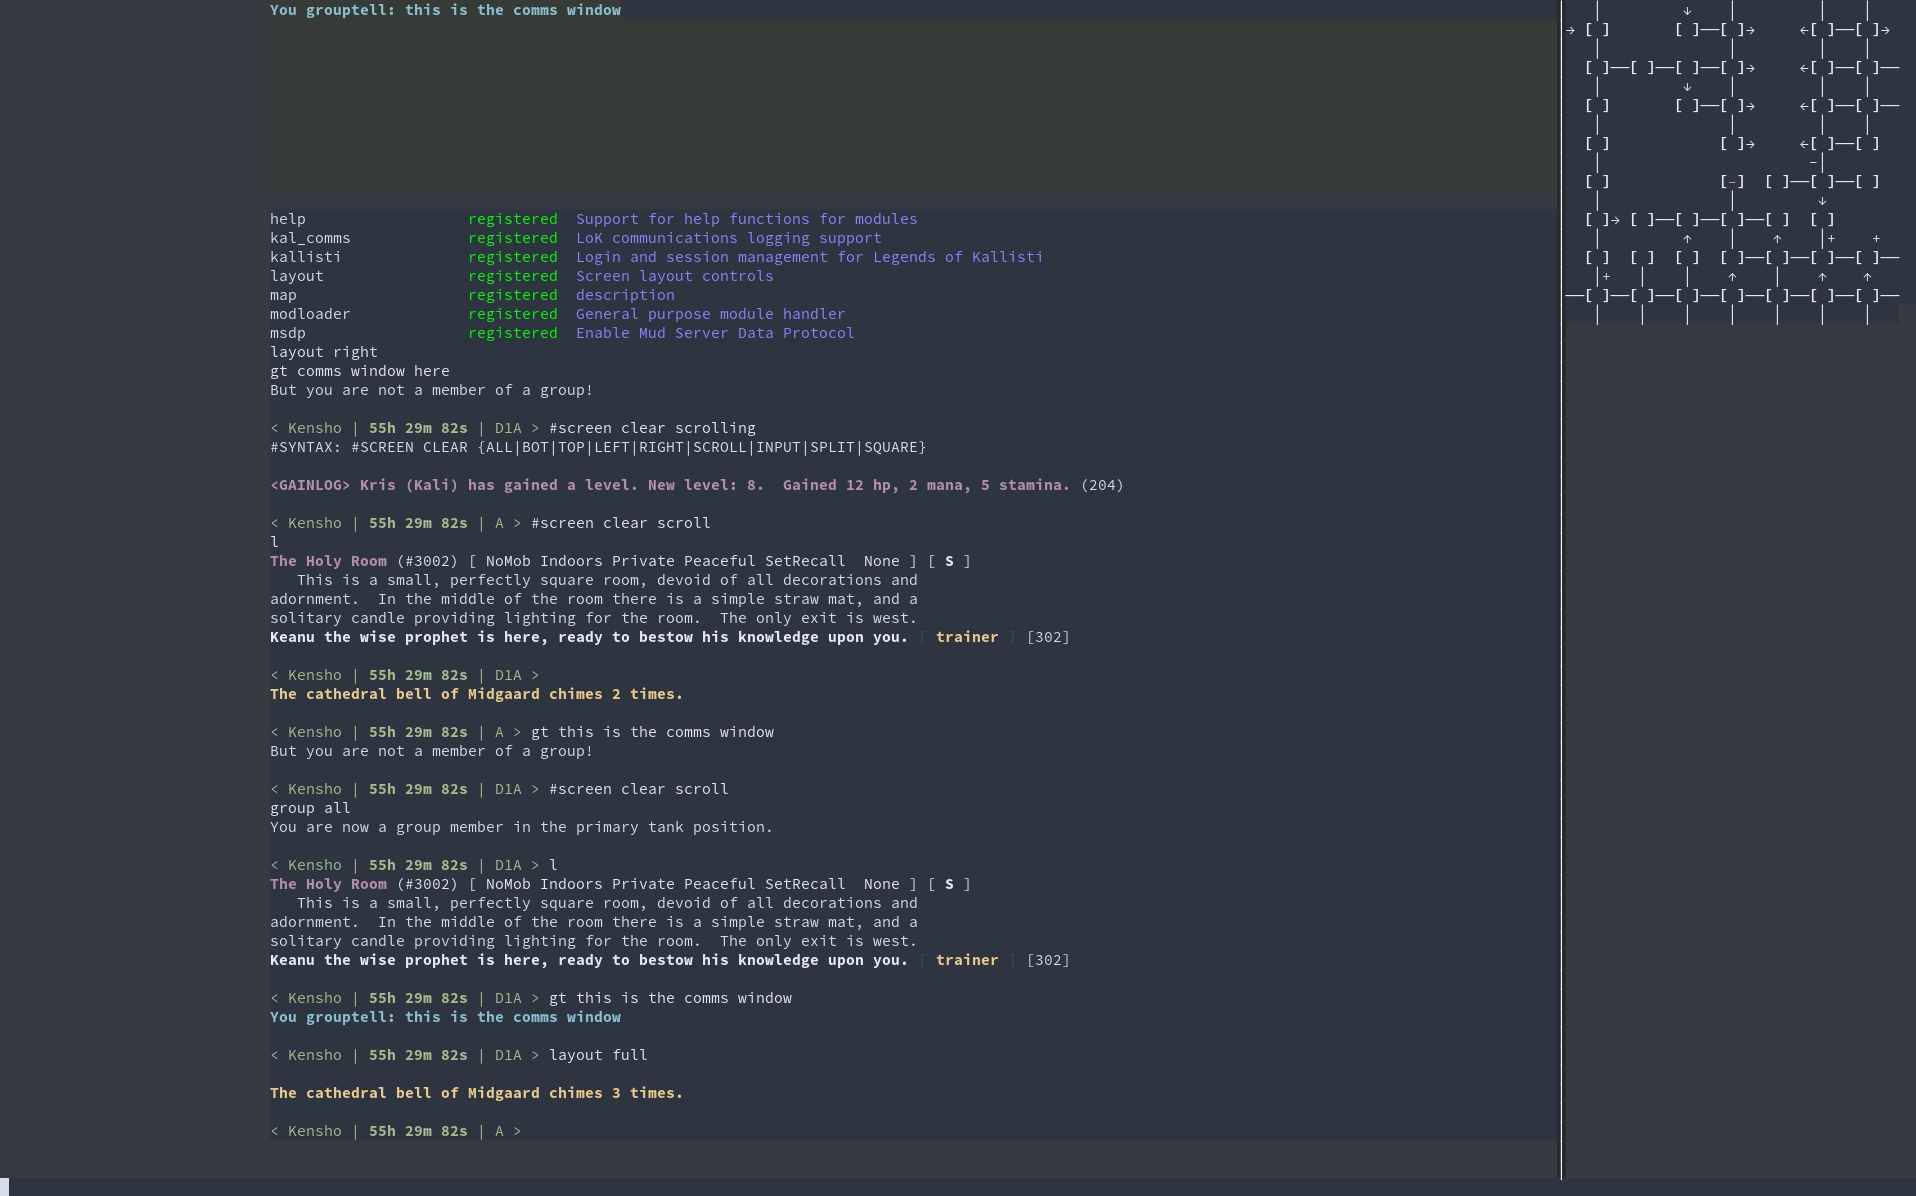 You grouptell: this is the comms window
help                  registered  Support for help functions for modules
kal_comms             registered  LoK communications logging support
kallisti              registered  Login and session management for Legends of Kallisti
layout                registered  Screen layout controls
map                   registered  description
modloader             registered  General purpose module handler
msdp                  registered  Enable Mud Server Data Protocol
layout right
gt comms window here
But you are not a member of a group!
< Kensho | 55h 29m 82s | D1A > #screen clear scrolling
#SYNTAX: #SCREEN CLEAR {ALL|BOT|TOP|LEFT|RIGHT|SCROLL|INPUT|SPLIT|SQUARE}
<GAINLOG> Kris (Kali) has gained a level. New level: 8.  Gained 12 hp, 2 mana, 5 stamina. (204)
< Kensho | 55h 29m 82s | A > #screen clear scroll
l
The Holy Room (#3002) [ NoMob Indoors Private Peaceful SetRecall  None ] [ S ]
   This is a small, perfectly square room, devoid of all decorations and
adornment.  In the middle of the room there is a simple straw mat, and a
solitary candle providing lighting for the room.  The only exit is west.
Keanu the wise prophet is here, ready to bestow his knowledge upon you. [ trainer ] [302]
< Kensho | 55h 29m 82s | D1A >
The cathedral bell of Midgaard chimes 2 times.
< Kensho | 55h 29m 82s | A > gt this is the comms window
But you are not a member of a group!
< Kensho | 55h 29m 82s | D1A > #screen clear scroll
group all
You are now a group member in the primary tank position.
< Kensho | 55h 29m 82s | D1A > l
The Holy Room (#3002) [ NoMob Indoors Private Peaceful SetRecall  None ] [ S ]
   This is a small, perfectly square room, devoid of all decorations and
adornment.  In the middle of the room there is a simple straw mat, and a
solitary candle providing lighting for the room.  The only exit is west.
Keanu the wise prophet is here, ready to bestow his knowledge upon you. [ trainer ] [302]
< Kensho | 55h 29m 82s | D1A > gt this is the comms window
You grouptell: this is the comms window
< Kensho | 55h 29m 82s | D1A > layout full
The cathedral bell of Midgaard chimes 3 times.
< Kensho | 55h 29m 82s | A >